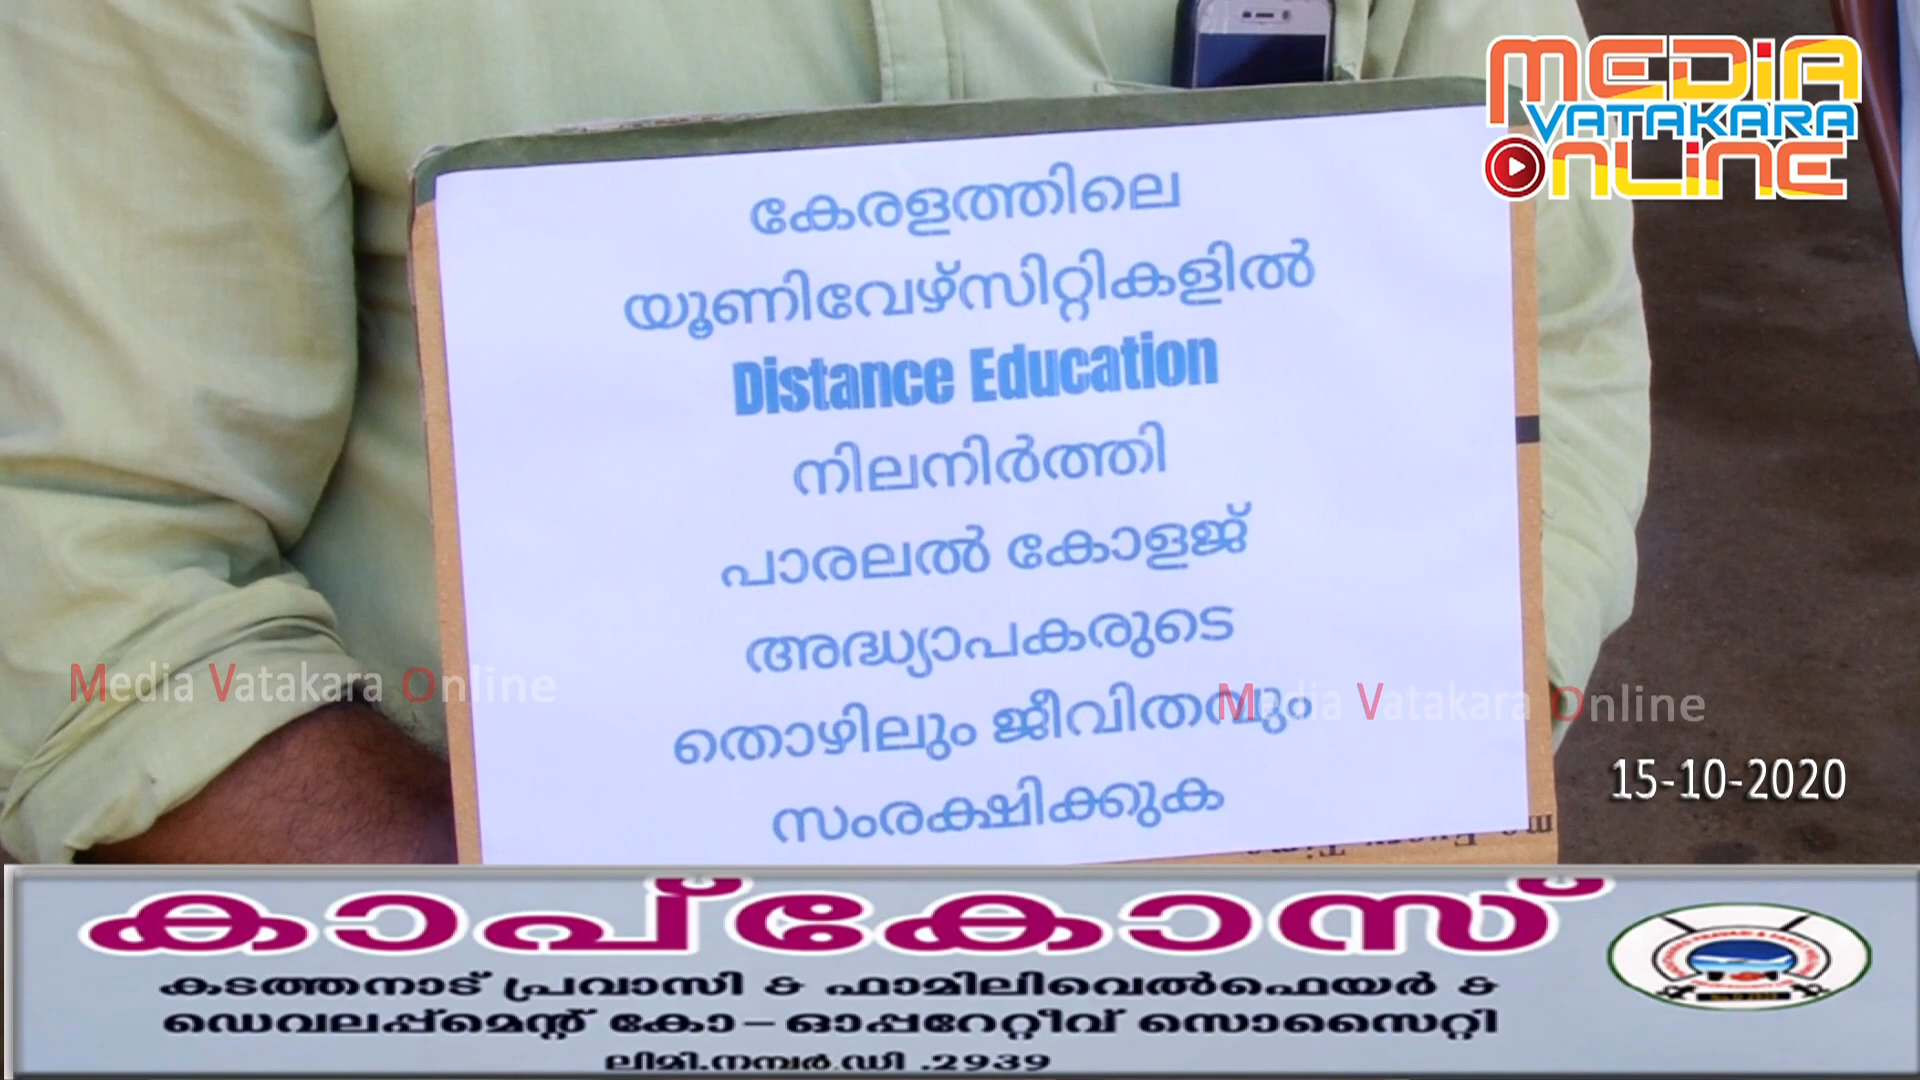 MEDIA
VATAKARA
ONLINE
കേരളത്തിലെ
യൂണിവേഴ്സിറ്റികളിൽ
Distance Education
നിലനിർത്തി
പാരലൽ കോളജ്
അദ്ധ്യാപകരുടെ
തൊഴിലും ജീവിതവും
സംരക്ഷിക്കുക
Media Vatakara Online
Media Vatakara Online
15-10-2020
കാപ്കോസ്
കടത്തനാട് പ്രവാസി & ഫാമിലിവെൽഫെയർ &
ഡെവലപ്പ്മെന്റ് കോ-ഓപ്പറേറ്റീവ് സൊസൈറ്റി
ലിമി.നമ്പർ.ഡി .2939